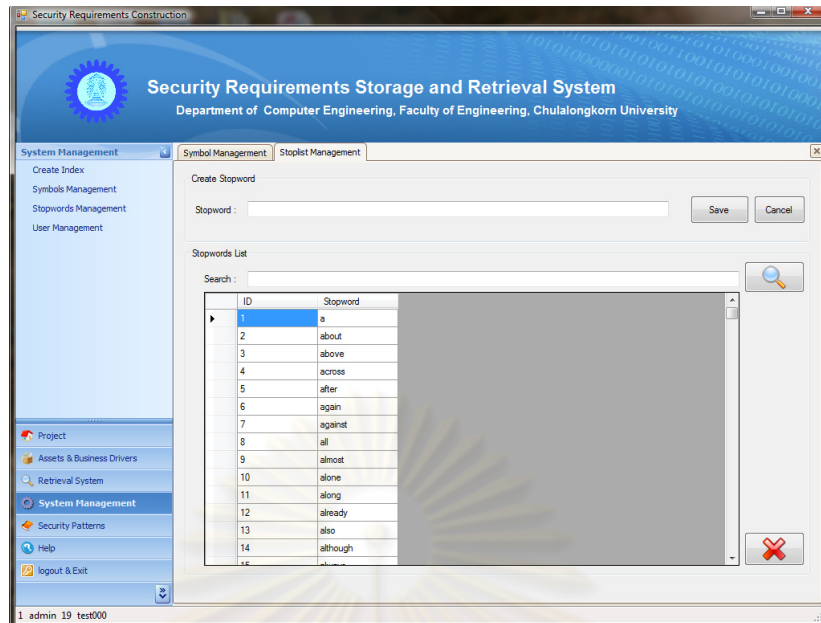 Security Requirements Construction
Security Requirements Storage and Retrieval System
Department of Computer Engineering, Faculty of Engineering, Chulalongkorn University
System Management
Create Index
Symbols Management
Stopwords Management
User Management
Project
Assets & Business Drivers
Retrieval System
System Management
Security Patterns
Help
logout & Exit
Symbol Managerment
Stoplist Management
Create Stopword
Stopword :
Save
Cancel
Stopwords List
Search :
ID Stopword
1 a
2 about
3 above
4 across
5 after
6 again
7 against
8 all
9 almost
10 alone
11 along
12 already
13 also
14 although
15 always
1 admin 19 test000